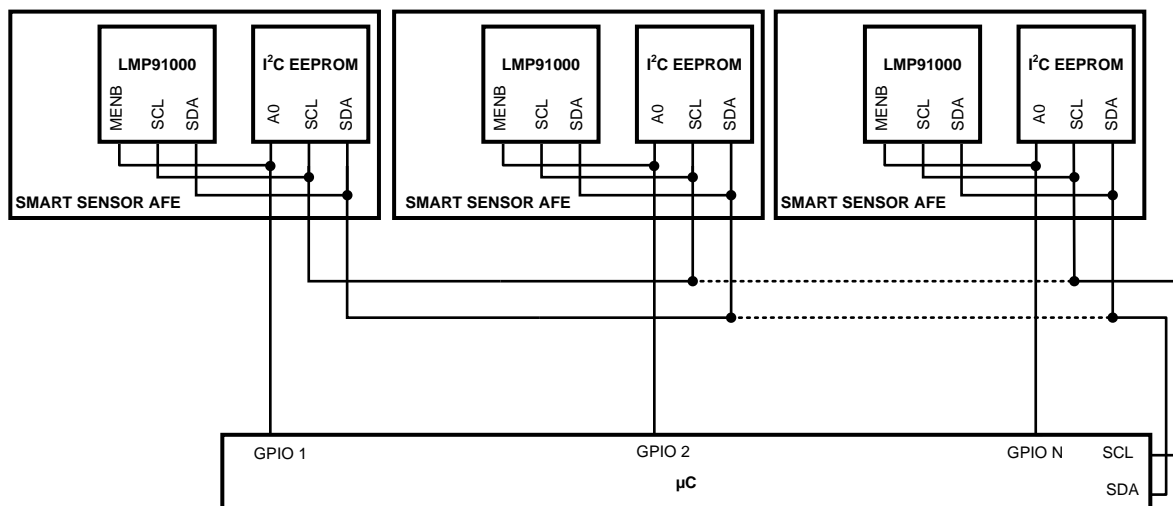 LMP91000
I²C EEPROM
MENB
SCL
SDA
A0
SCL
SDA
SMART SENSOR AFE
LMP91000
I²C EEPROM
MENB
SCL
SDA
A0
SCL
SDA
SMART SENSOR AFE
LMP91000
I²C EEPROM
MENB
SCL
SDA
A0
SCL
SDA
SMART SENSOR AFE
GPIO 1
GPIO 2
GPIO N
SCL
µC
SDA